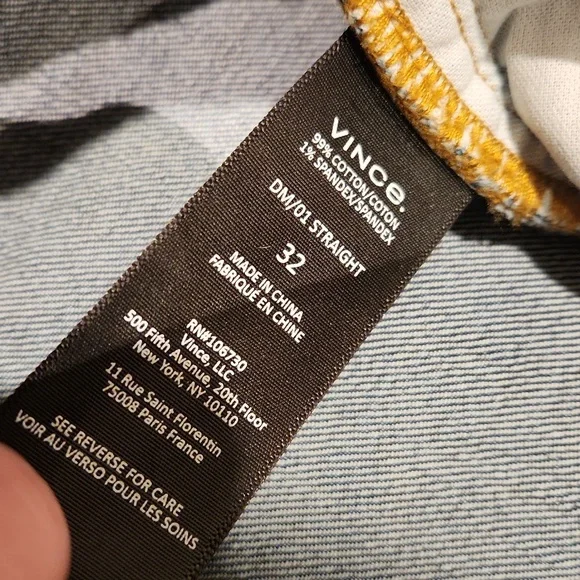 VINCE.
99% COTTON/COTON
1% SPANDEX/SPANDEX
DM/01 STRAIGHT
32
MADE IN CHINA
FABRIQUE EN CHINE
RN#106730
Vince, LLC
500 Fifth Avenue, 20th Floor
New York, NY 10110
11 Rue Saint Florentin
75008 Paris France
SEE REVERSE FOR CARE
VOIR AU VERSO POUR LES SOINS